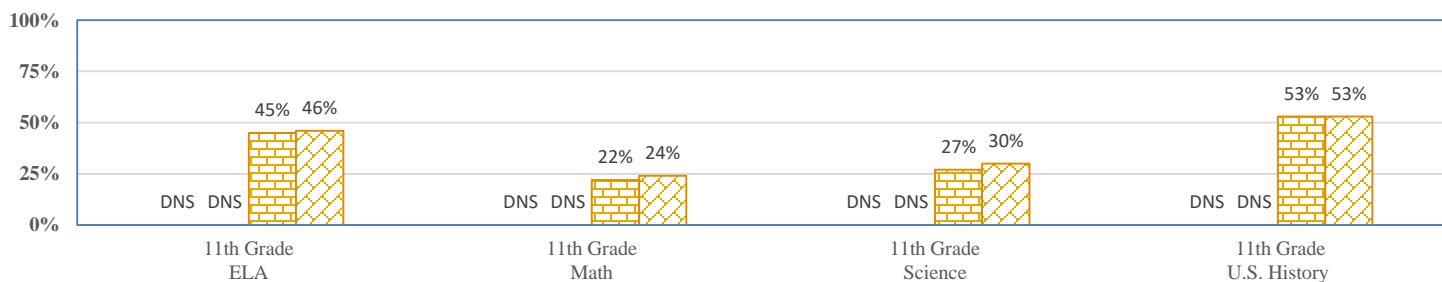 100%
75%
50%
25%
0%
DNS DNS 45% 46%
DNS DNS 22% 24%
DNS DNS 27% 30%
DNS DNS 53% 53%
11th Grade
ELA
11th Grade
Math
11th Grade
Science
11th Grade
U.S. History